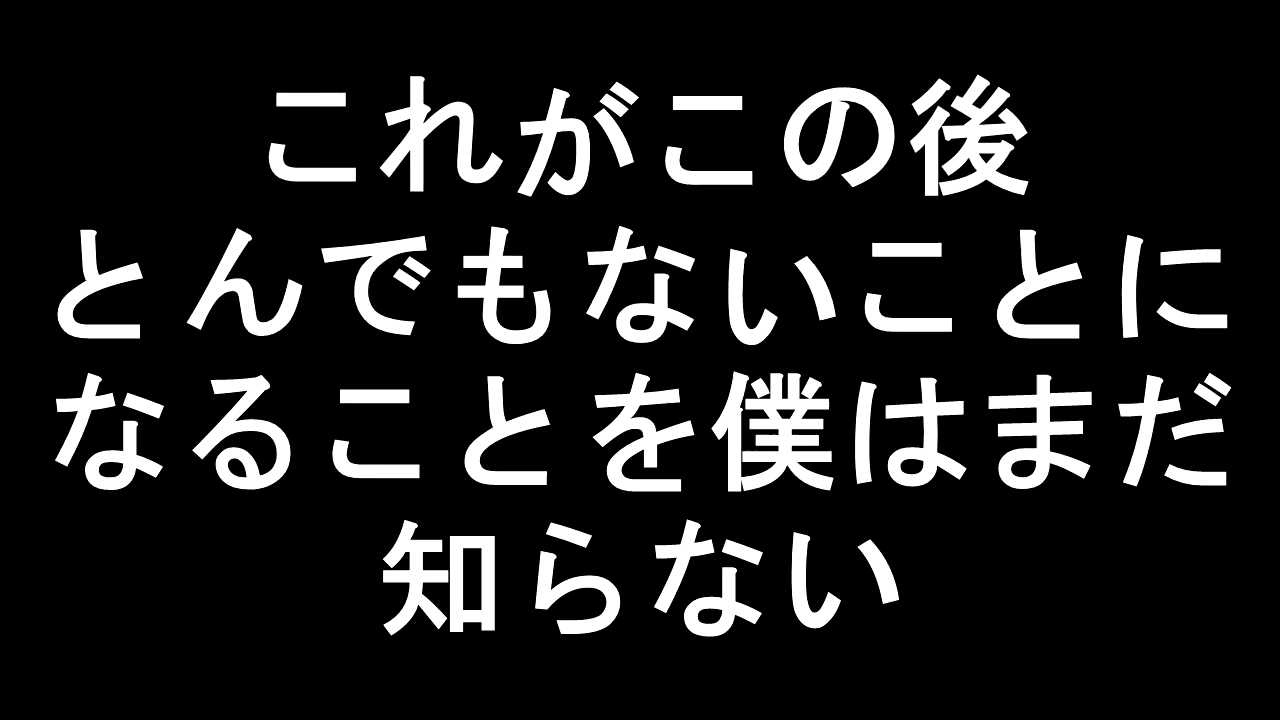 これがこの後
とんでもないことに
なることを僕はまだ
知らない